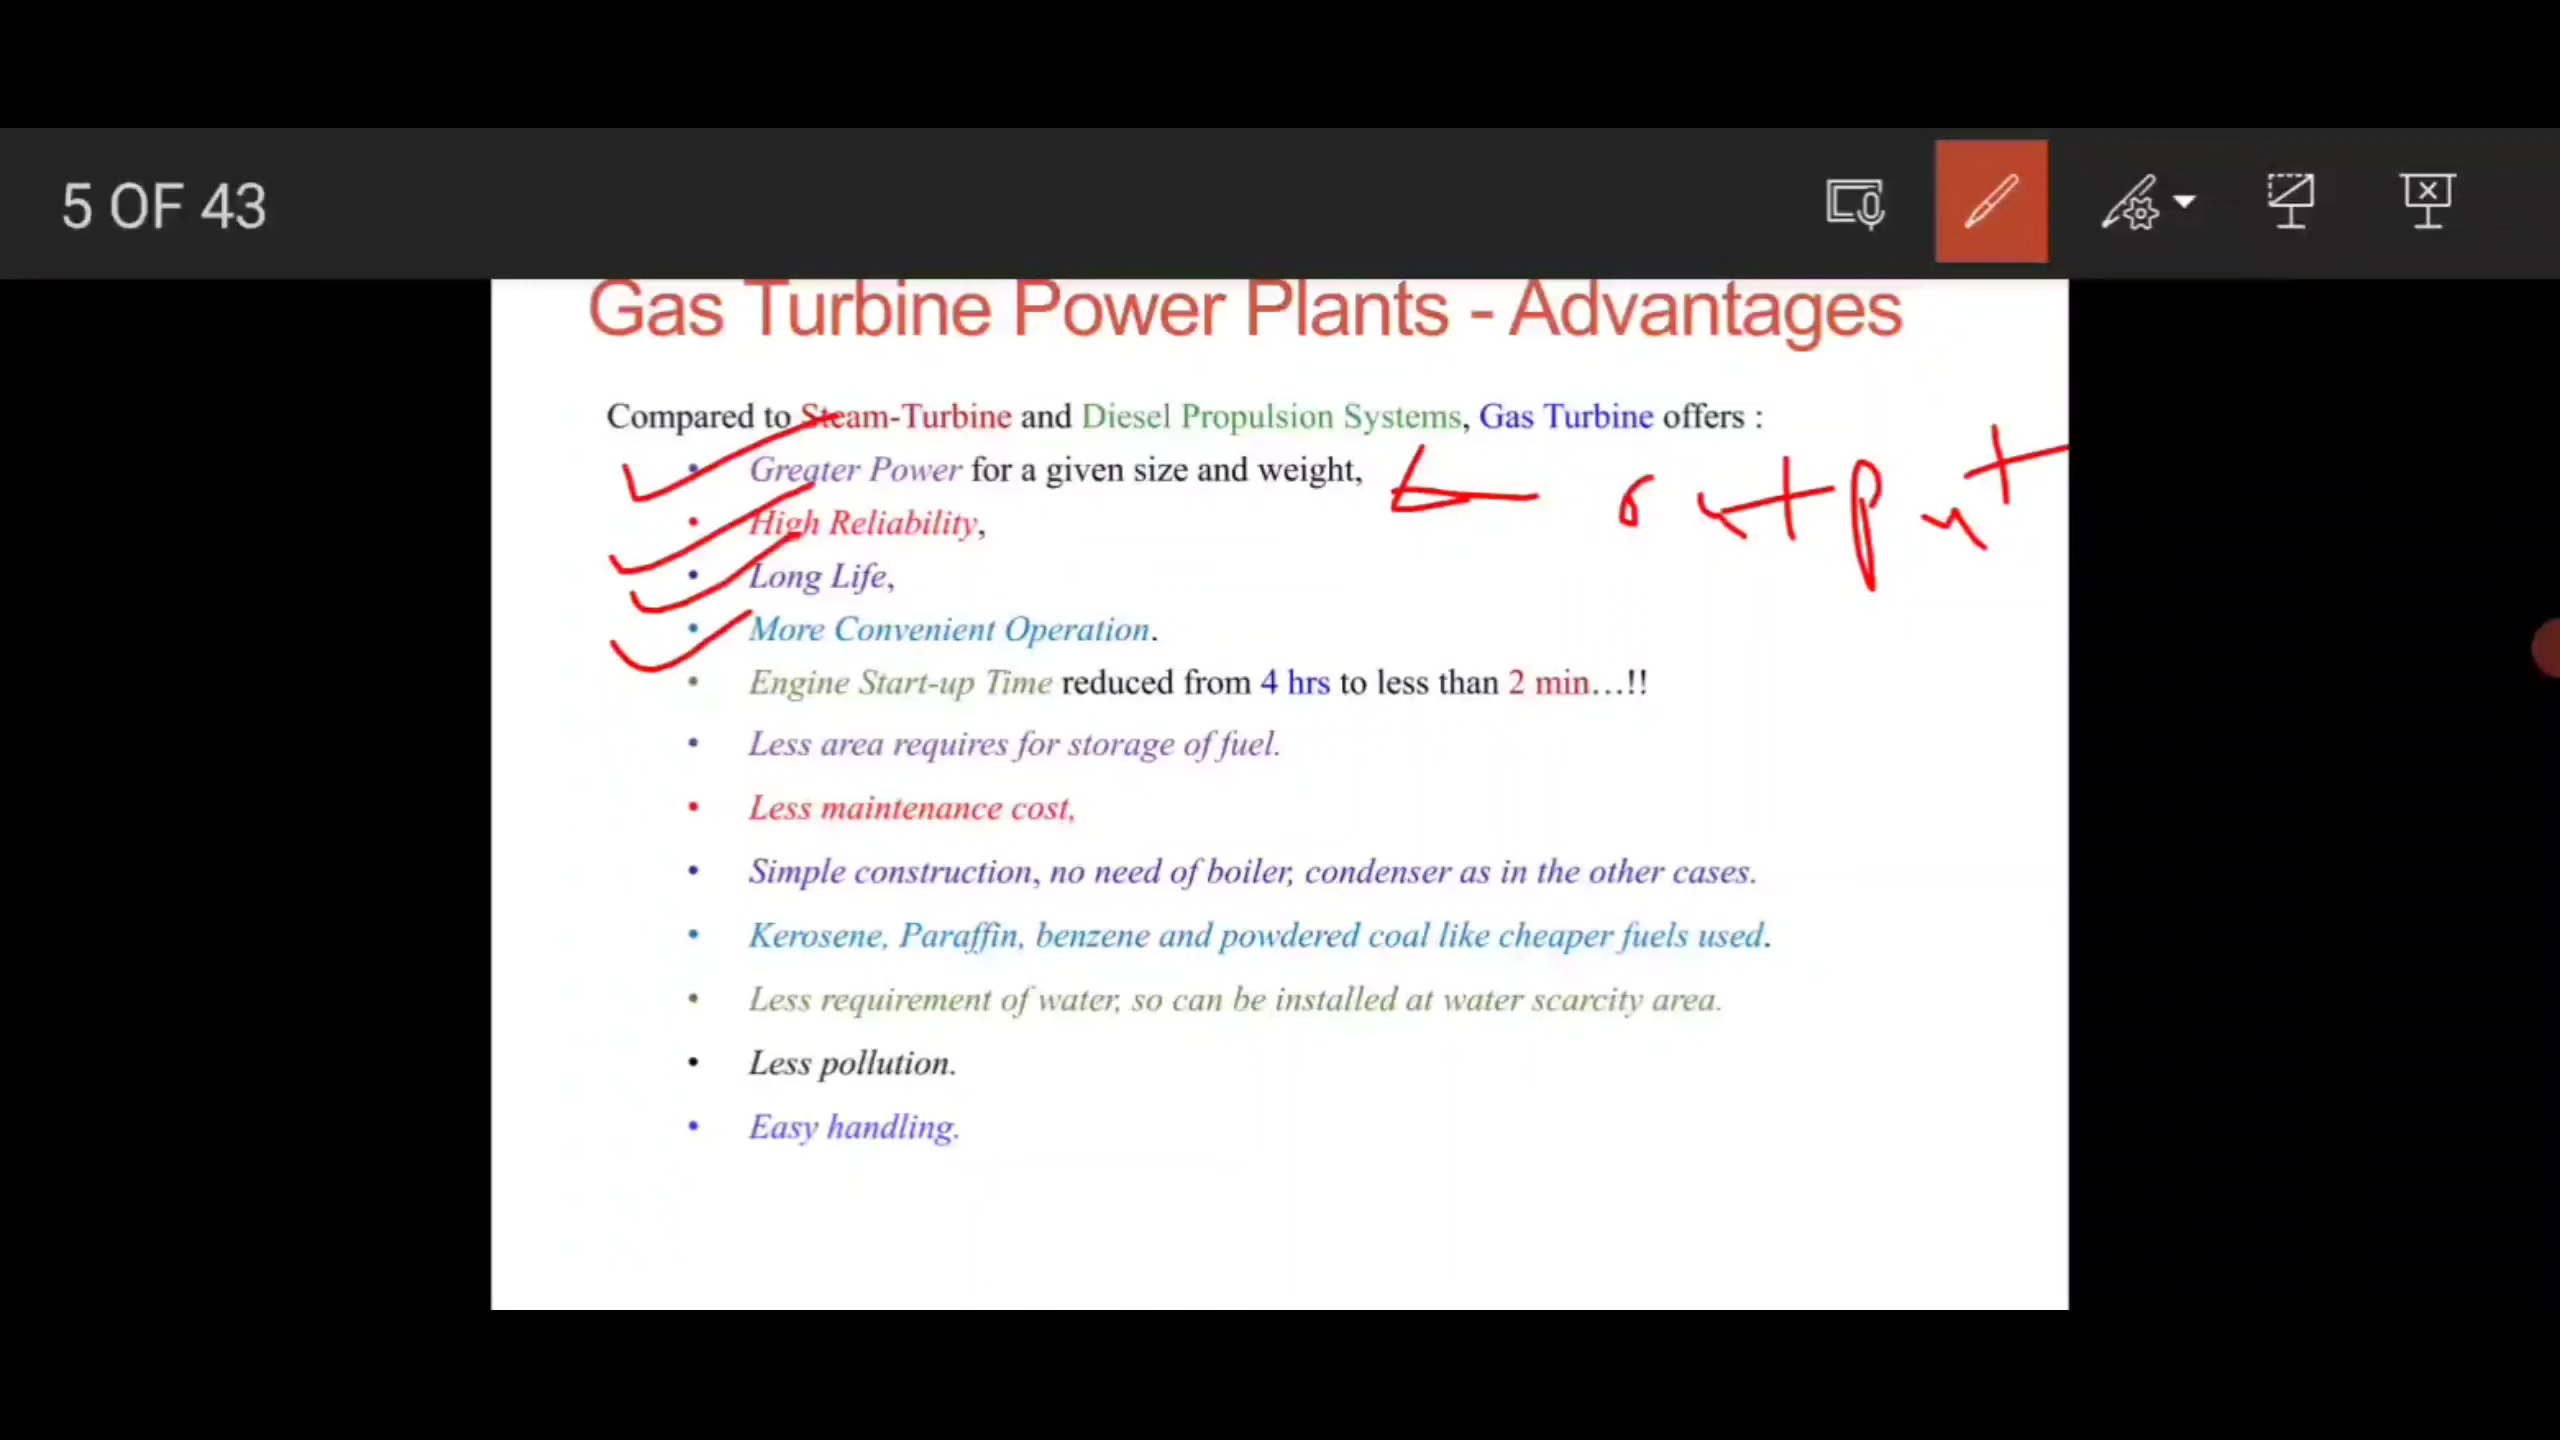 5 OF 43
Gas Turbine Power Plants - Advantages
Compared to Steam-Turbine and Diesel Propulsion Systems, Gas Turbine offers :
• Greater Power for a given size and weight, output
• High Reliability,
• Long Life,
• More Convenient Operation.
• Engine Start-up Time reduced from 4 hrs to less than 2 min...!!
• Less area requires for storage of fuel.
• Less maintenance cost,
• Simple construction, no need of boiler, condenser as in the other cases.
• Kerosene, Paraffin, benzene and powdered coal like cheaper fuels used.
• Less requirement of water, so can be installed at water scarcity area.
• Less pollution.
• Easy handling.